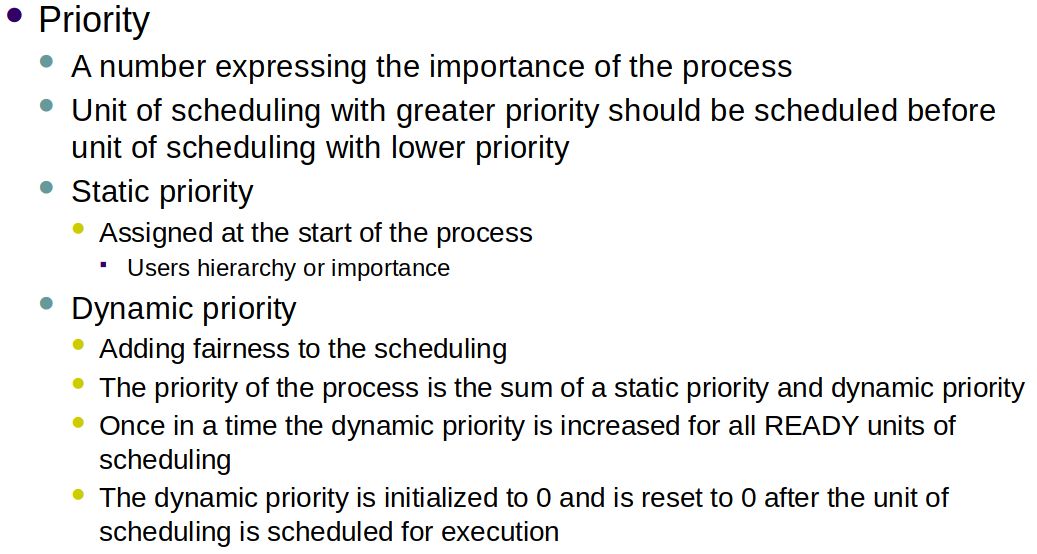 Priority
A number expressing the importance of the process
Unit of scheduling with greater priority should be scheduled before
unit of scheduling with lower priority
Static priority
Assigned at the start of the process
Users hierarchy or importance
Dynamic priority
Adding fairness to the scheduling
The priority of the process is the sum of a static priority and dynamic priority
Once in a time the dynamic priority is increased for all READY units of
scheduling
The dynamic priority is initialized to 0 and is reset to 0 after the unit of
scheduling is scheduled for execution